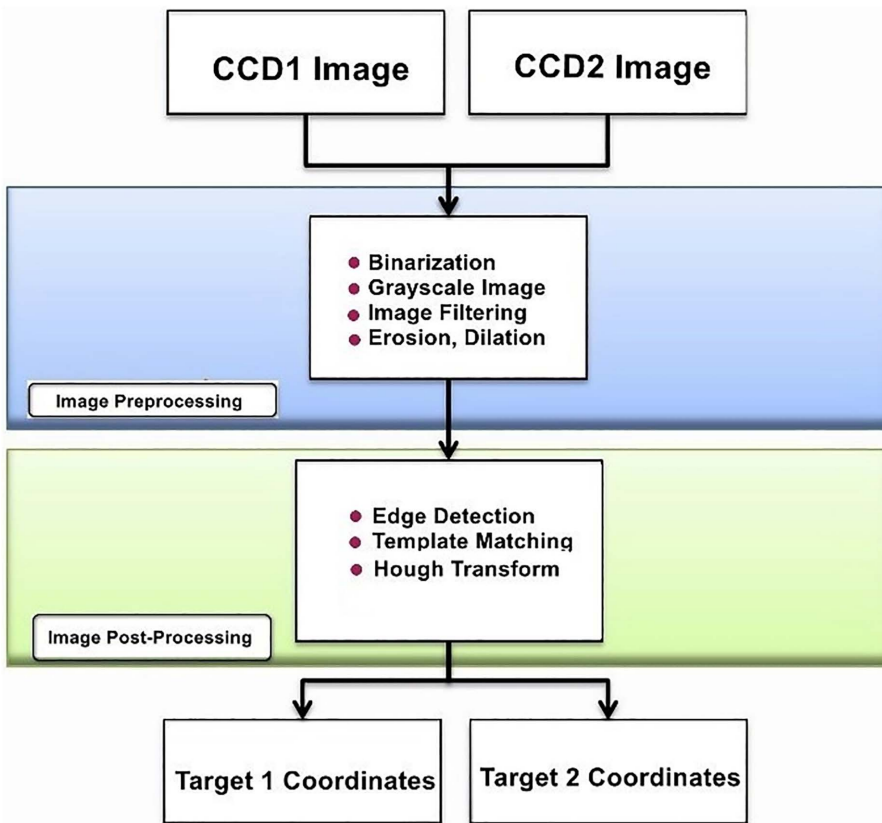 CCD1 Image
CCD2 Image
Binarization
Grayscale Image
Image Filtering
Erosion, Dilation
Image Preprocessing
Edge Detection
Template Matching
Hough Transform
Image Post-Processing
Target 1 Coordinates
Target 2 Coordinates